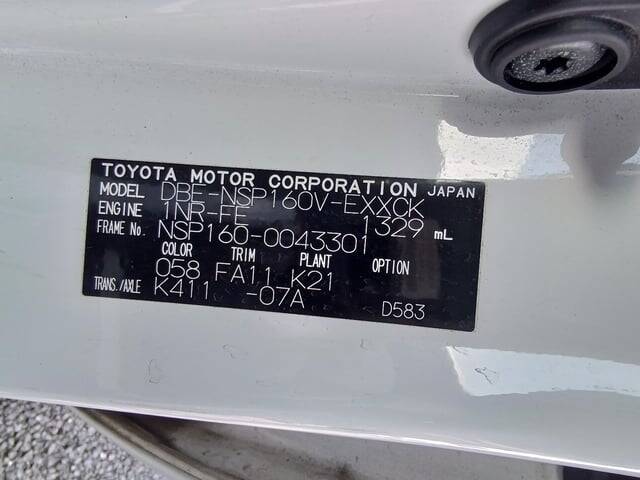 TOYOTA MOTOR CORPORATION JAPAN
MODEL DBE-NSP160V-EXXCK
ENGINE 1NR-FE 1329 mL
FRAME No. NSP160-0043301
COLOR TRIM PLANT OPTION
058 FA11 K21
TRANS./AXLE K411 -07A D583